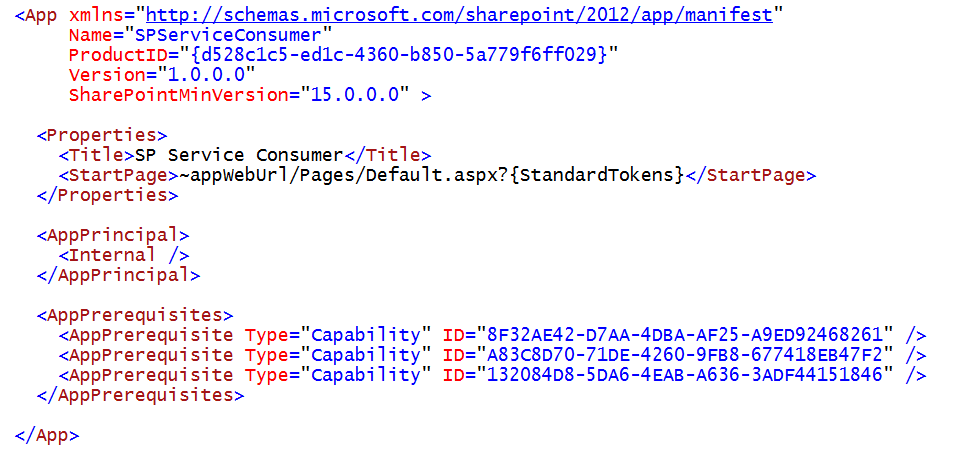 <App xmlns="http://schemas.microsoft.com/sharepoint/2012/app/manifest"
Name="SPServiceConsumer"
ProductID="{d528c1c5-ed1c-4360-b850-5a779f6ff029}"
Version="1.0.0.0"
SharePointMinVersion="15.0.0.0" >
<Properties>
<Title>SP Service Consumer</Title>
<StartPage>~appWebUrl/Pages/Default.aspx?{StandardTokens}</StartPage>
</Properties>
<AppPrincipal>
<Internal />
</AppPrincipal>
<AppPrerequisites>
<AppPrerequisite Type="Capability" ID="8F32AE42-D7AA-4DBA-AF25-A9ED92468261" />
<AppPrerequisite Type="Capability" ID="A83C8D70-71DE-4260-9FB8-677418EB47F2" />
<AppPrerequisite Type="Capability" ID="132084D8-5DA6-4EAB-A636-3ADF44151846" />
</AppPrerequisites>
</App>